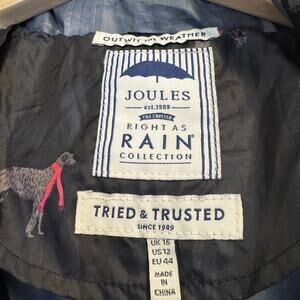 OUTWIT THE WEATHER
JOULES
est. 1989
THE FAMED
RIGHT AS
RAIN
COLLECTION
TRIED & TRUSTED
SINCE 1989
UK 16
US 12
EU 44
MADE
IN
CHINA